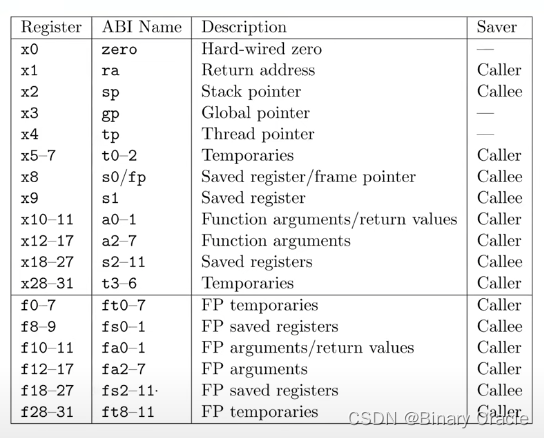 Register ABI Name Description Saver
x0 zero Hard-wired zero —
x1 ra Return address Caller
x2 sp Stack pointer Callee
x3 gp Global pointer —
x4 tp Thread pointer —
x5–7 t0–2 Temporaries Caller
x8 s0/fp Saved register/frame pointer Callee
x9 s1 Saved register Callee
x10–11 a0–1 Function arguments/return values Caller
x12–17 a2–7 Function arguments Caller
x18–27 s2–11 Saved registers Callee
x28–31 t3–6 Temporaries Caller
f0–7 ft0–7 FP temporaries Caller
f8–9 fs0–1 FP saved registers Callee
f10–11 fa0–1 FP arguments/return values Caller
f12–17 fa2–7 FP arguments Caller
f18–27 fs2–11 FP saved registers Callee
f28–31 ft8–11 FP temporaries Caller
CSDN @Binary Oracle